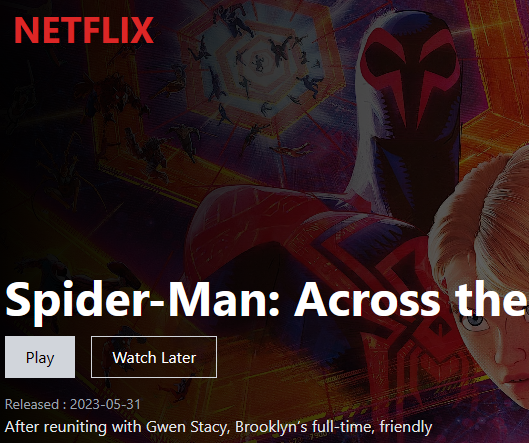 NETFLIX
Spider-Man: Across the
Play
Watch Later
Released : 2023-05-31
After reuniting with Gwen Stacy, Brooklyn’s full-time, friendly